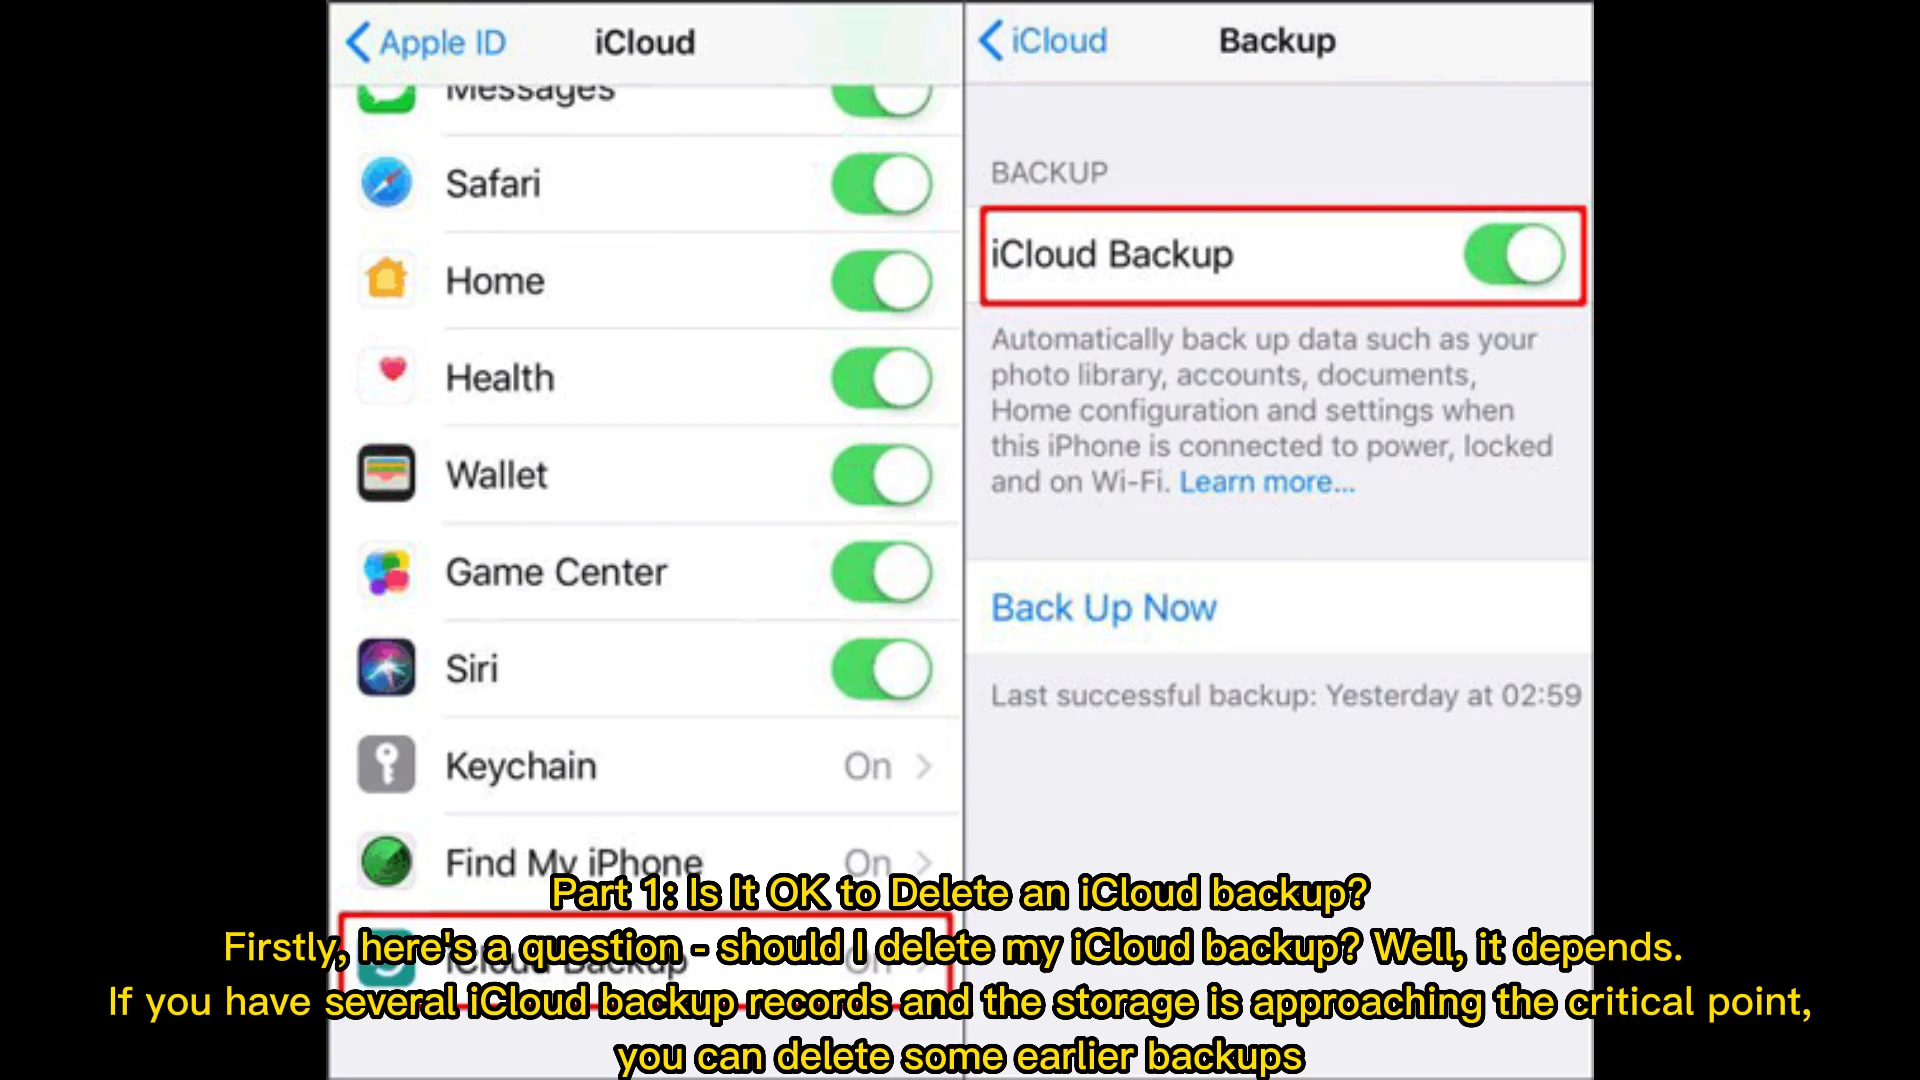 Apple ID
iCloud
Messages
Safari
Home
Health
Wallet
Game Center
Siri
Keychain
On
Find My iPhone
On
iCloud Backup
On
iCloud
Backup
BACKUP
iCloud Backup
Automatically back up data such as your
photo library, accounts, documents,
Home configuration and settings when
this iPhone is connected to power, locked
and on Wi-Fi. Learn more...
Back Up Now
Last successful backup: Yesterday at 02:59
Part 1: Is It OK to Delete an iCloud backup?
Firstly, here's a question - should I delete my iCloud backup? Well, it depends.
If you have several iCloud backup records and the storage is approaching the critical point,
you can delete some earlier backups